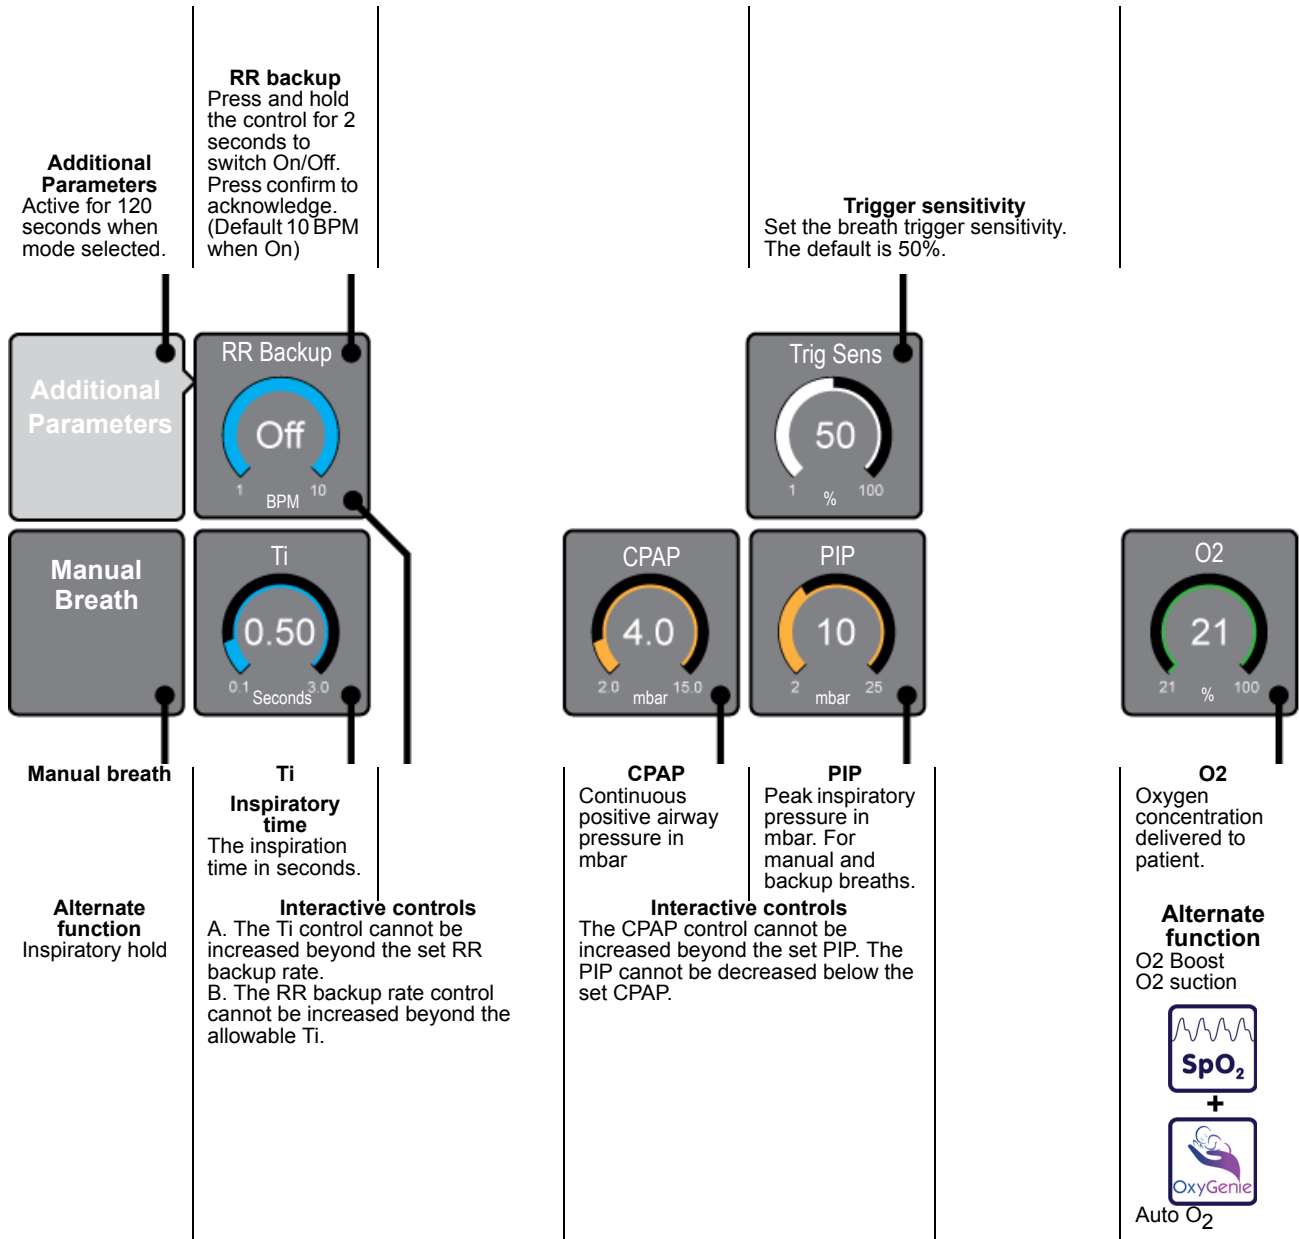 RR backup
Press and hold
the control for 2
seconds to
switch On/Off.
Press confirm to
acknowledge.
(Default 10 BPM
when On)
Additional
Parameters
Active for 120
seconds when
mode selected.
Trigger sensitivity
Set the breath trigger sensitivity.
The default is 50%.
Additional
Parameters
RR Backup
Off
1 10
BPM
Trig Sens
50
1 100
%
Manual
Breath
Ti
0.50
0.1 3.0
Seconds
CPAP
4.0
2.0 15.0
mbar
PIP
10
2 25
mbar
O2
21
21 100
%
Manual breath
Alternate
function
Inspiratory hold
Ti
Inspiratory
time
The inspiration
time in seconds.
Interactive controls
A. The Ti control cannot be
increased beyond the set RR
backup rate.
B. The RR backup rate control
cannot be increased beyond the
allowable Ti.
CPAP
Continuous
positive airway
pressure in
mbar
PIP
Peak inspiratory
pressure in
mbar. For
manual and
backup breaths.
Interactive controls
The CPAP control cannot be
increased beyond the set PIP. The
PIP cannot be decreased below the
set CPAP.
O2
Oxygen
concentration
delivered to
patient.
Alternate
function
O2 Boost
O2 suction
SpO2
+
OxyGenie
Auto O2